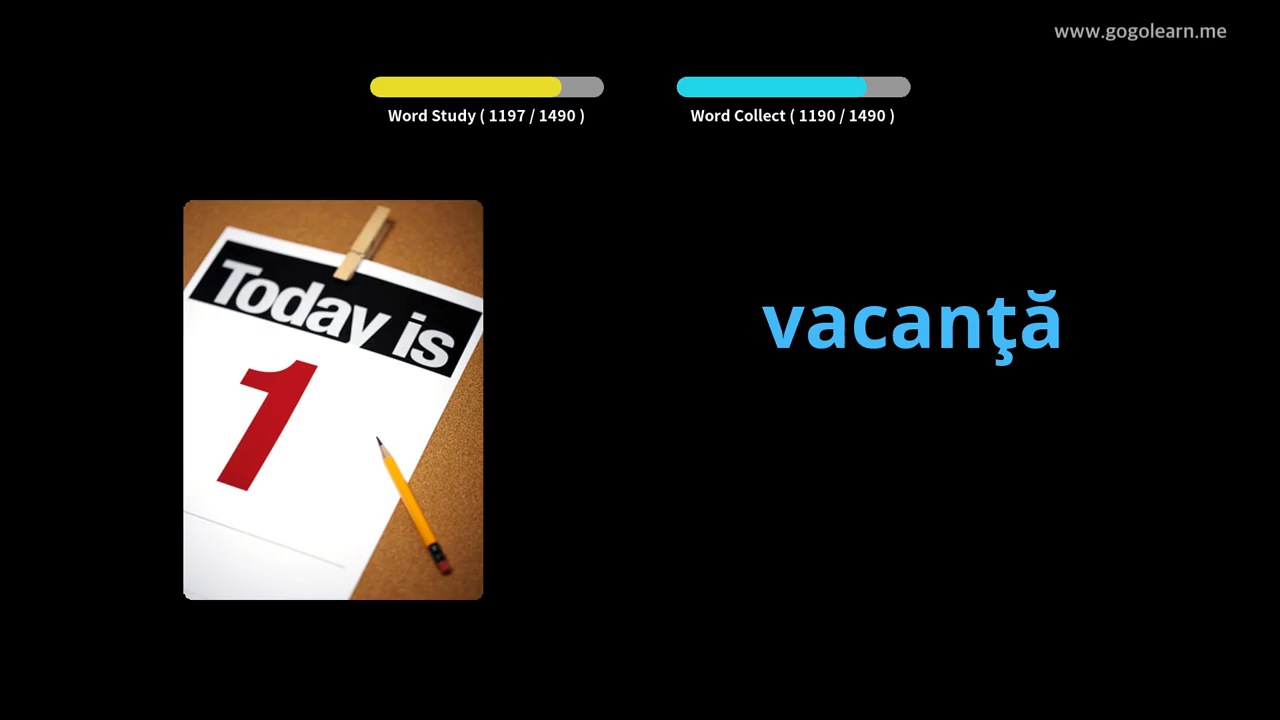 www.gogolearn.me
Word Study ( 1197 / 1490 )
Word Collect ( 1190 / 1490 )
Today is
1
vacanţă